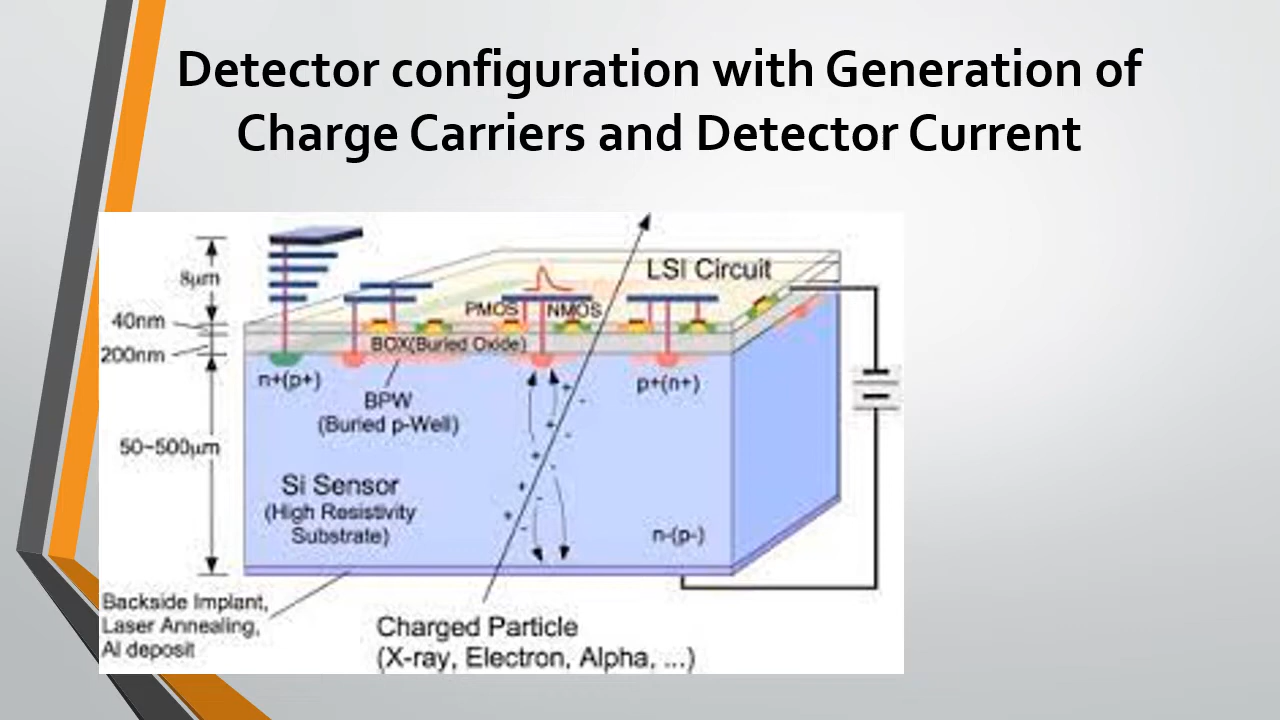 Detector configuration with Generation of
Charge Carriers and Detector Current
8μm
LSI Circuit
PMOS
NMOS
40nm
BOX(Buried Oxide)
200nm
n+(p+)
p+(n+)
BPW
(Buried p-Well)
50~500μm
Si Sensor
(High Resistivity
Substrate)
n-(p-)
Backside Implant,
Laser Annealing,
Al deposit
Charged Particle
(X-ray, Electron, Alpha, ...)